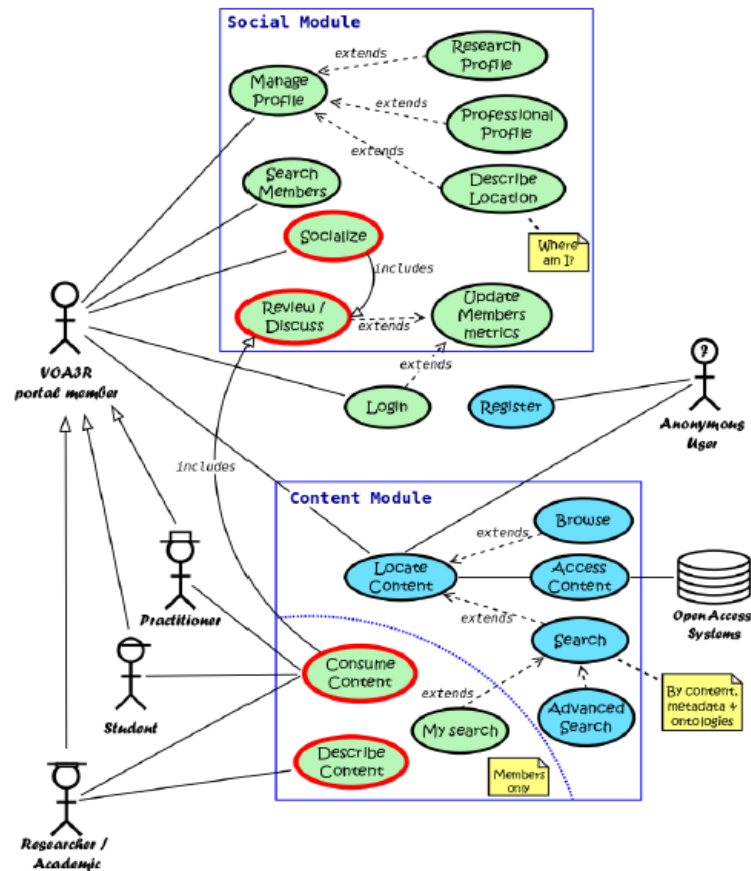 Social Module
Manage
Profile
extends
Research
Profile
extends
Professional
Profile
extends
Describe
Location
Search
Members
Where
am I?
Socialize
includes
Review /
Discuss
extends
Update
Members
metrics
extends
VOA3R
portal member
Login
Register
?
Anonymous
User
includes
Content Module
Browse
extends
Locate
Content
Access
Content
Open Access
Systems
extends
Search
Practitioner
Consume
Content
extends
My search
Advanced
Search
By content,
metadata &
ontologies
Student
Describe
Content
Members
only
Researcher /
Academic